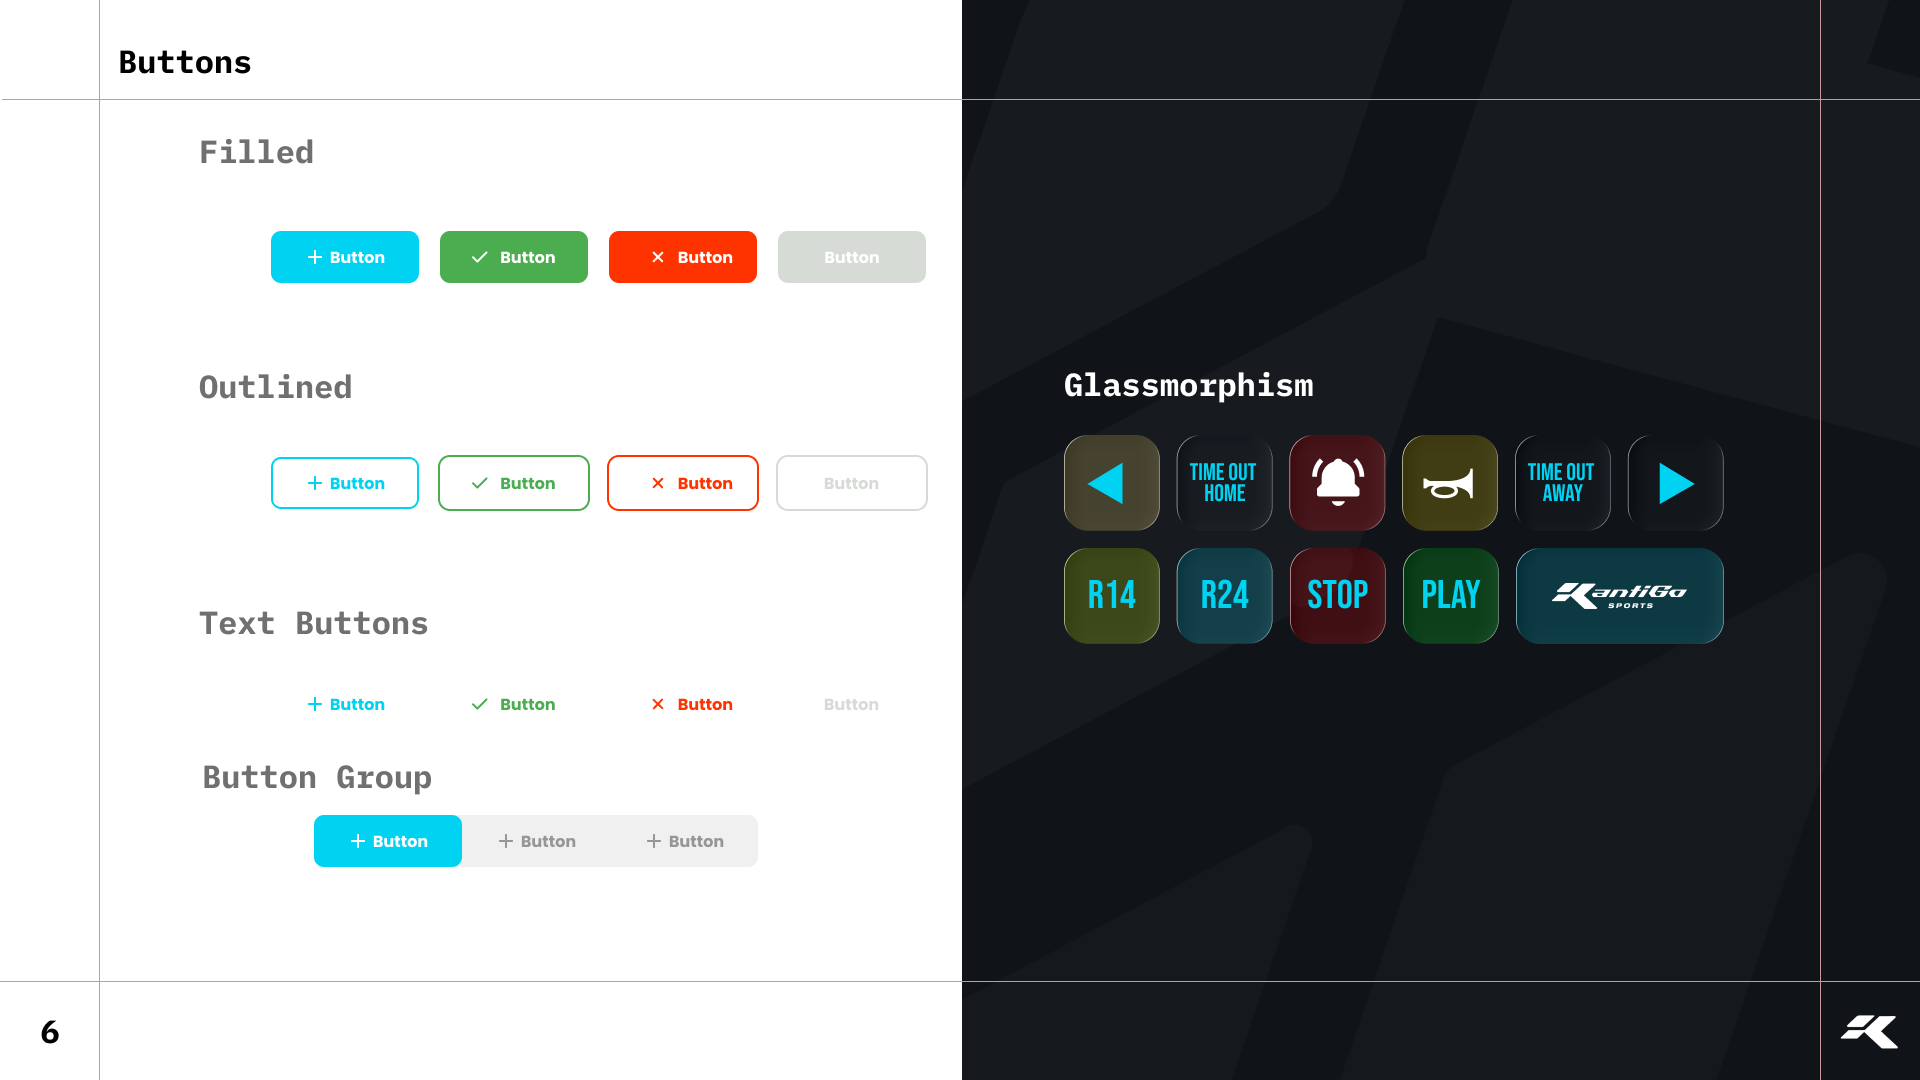 Buttons
Filled
Button Button Button Button
Outlined
Button Button Button Button
Text Buttons
Button Button Button Button
Button Group
Button Button Button
6
Glassmorphism
TIME OUT
HOME
TIME OUT
AWAY
R14 R24 STOP PLAY KantiGo
SPORTS